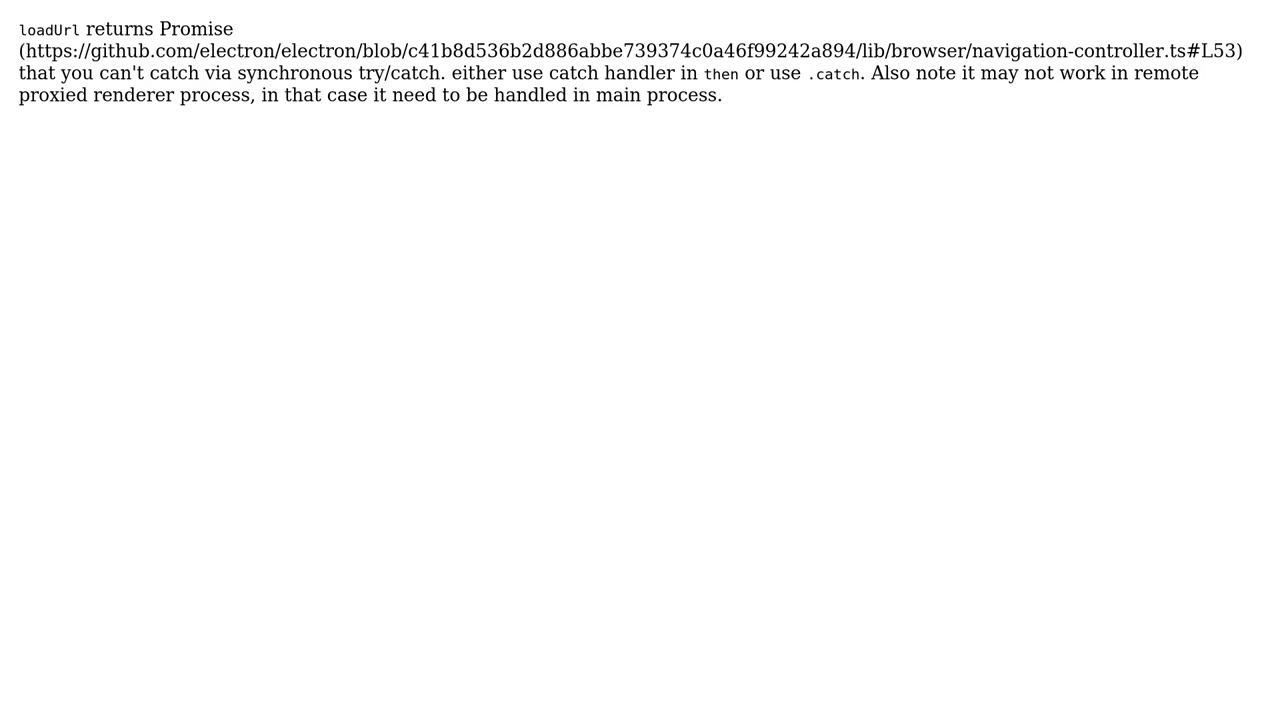 loadUrl returns Promise
(https://github.com/electron/electron/blob/c41b8d536b2d886abbe739374c0a46f99242a894/lib/browser/navigation-controller.ts#L53)
that you can't catch via synchronous try/catch. either use catch handler in then or use .catch. Also note it may not work in remote
proxied renderer process, in that case it need to be handled in main process.